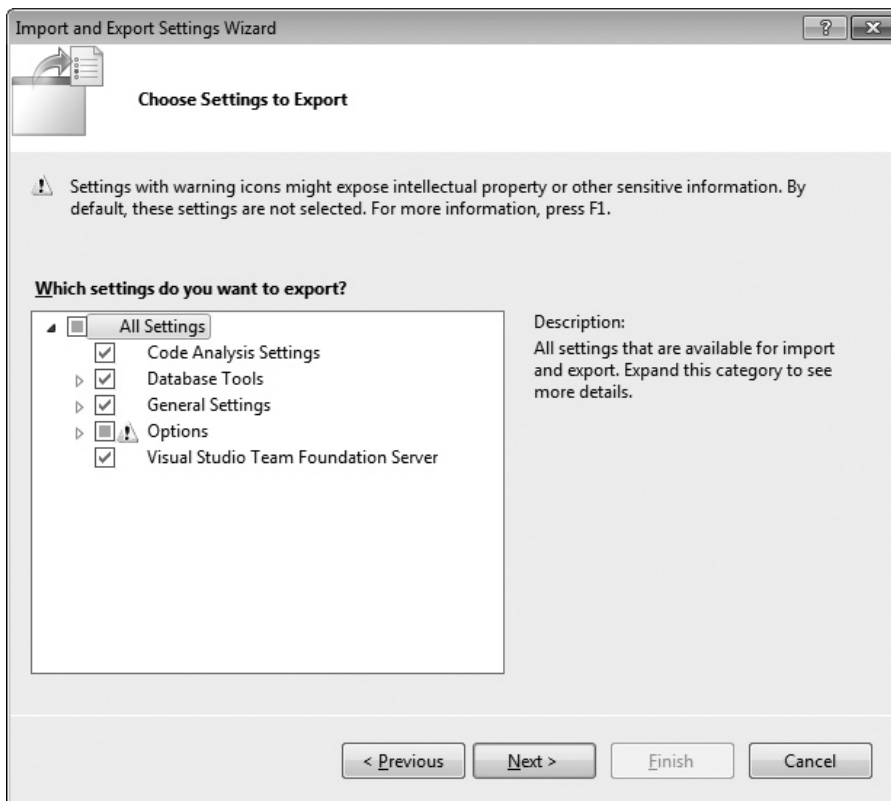 Import and Export Settings Wizard
Choose Settings to Export
Settings with warning icons might expose intellectual property or other sensitive information. By
default, these settings are not selected. For more information, press F1.
Which settings do you want to export?
All Settings
Code Analysis Settings
Database Tools
General Settings
Options
Visual Studio Team Foundation Server
Description:
All settings that are available for import
and export. Expand this category to see
more details.
< Previous
Next >
Finish
Cancel